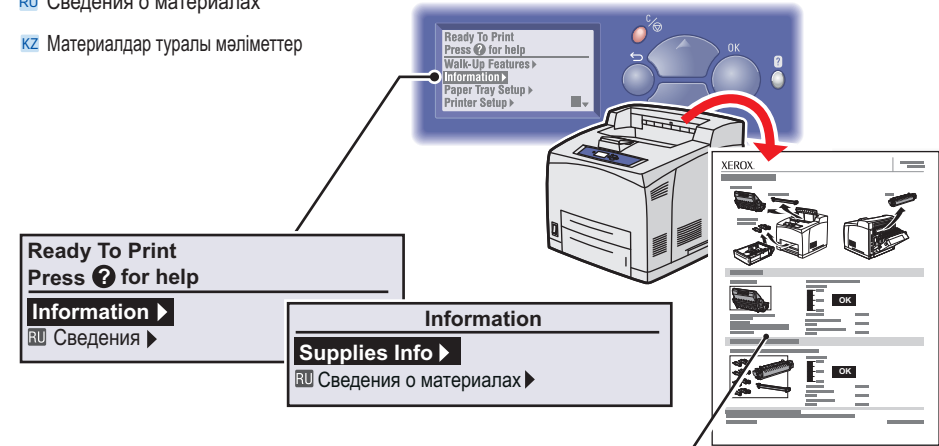 RU Сведения о материалах
KZ Материалдар туралы мәліметтер
Ready To Print
Press ? for help
Walk-Up Features
Information
Paper Tray Setup
Printer Setup
C/
OK
?
XEROX
OK
OK
Ready To Print
Press ? for help
Information
RU Сведения
Information
Supplies Info
RU Сведения о материалах